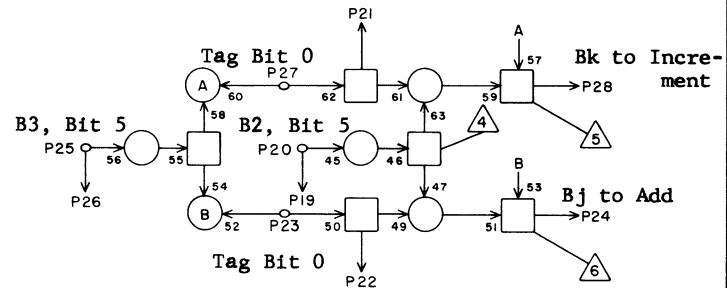 P21
A
Tag Bit 0
P27
57
Bk to Incre-
ment
A
60
62
61
59
P28
58
63
B3, Bit 5
B2, Bit 5
4
5
P25
56
55
P20
45
46
B
P26
54
P19
47
53
Bj to Add
B
52
P23
50
49
51
P24
Tag Bit 0
P22
6